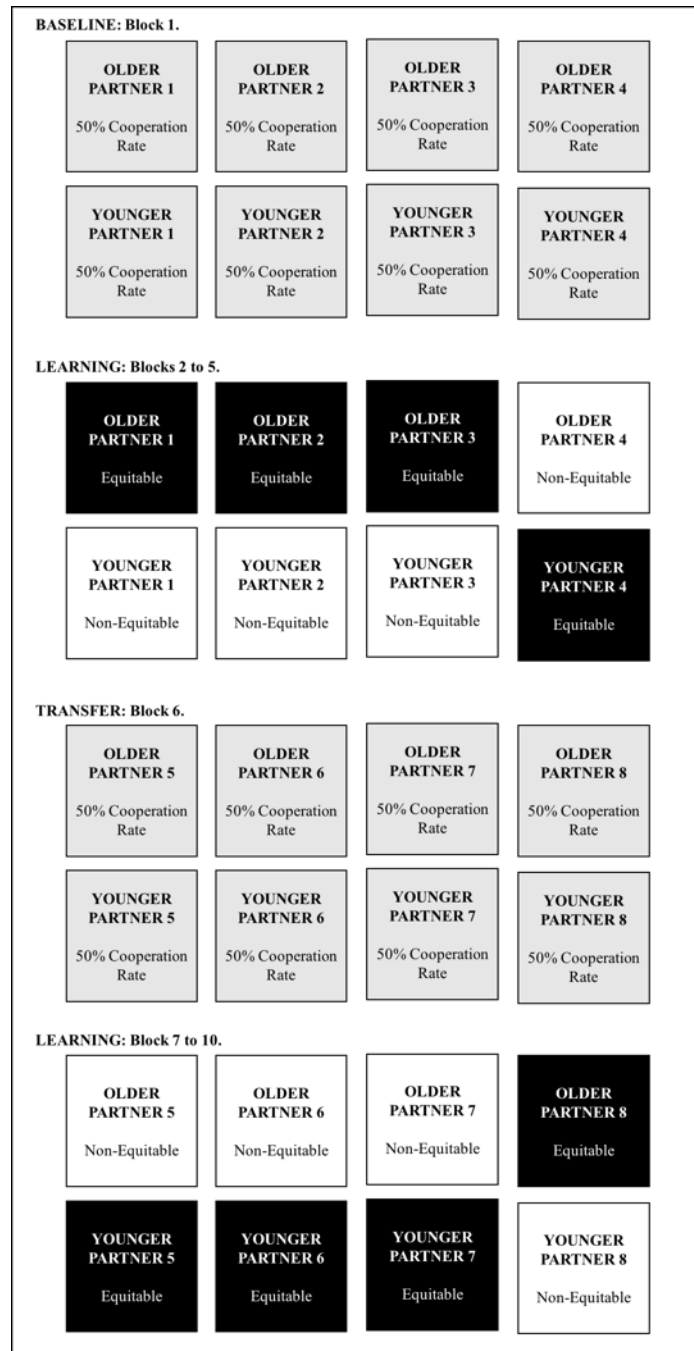 BASELINE: Block 1.
OLDER
PARTNER 1
50% Cooperation
Rate
OLDER
PARTNER 2
50% Cooperation
Rate
OLDER
PARTNER 3
50% Cooperation
Rate
OLDER
PARTNER 4
50% Cooperation
Rate
YOUNGER
PARTNER 1
50% Cooperation
Rate
YOUNGER
PARTNER 2
50% Cooperation
Rate
YOUNGER
PARTNER 3
50% Cooperation
Rate
YOUNGER
PARTNER 4
50% Cooperation
Rate
LEARNING: Blocks 2 to 5.
OLDER
PARTNER 1
Equitable
OLDER
PARTNER 2
Equitable
OLDER
PARTNER 3
Equitable
OLDER
PARTNER 4
Non-Equitable
YOUNGER
PARTNER 1
Non-Equitable
YOUNGER
PARTNER 2
Non-Equitable
YOUNGER
PARTNER 3
Non-Equitable
YOUNGER
PARTNER 4
Equitable
TRANSFER: Block 6.
OLDER
PARTNER 5
50% Cooperation
Rate
OLDER
PARTNER 6
50% Cooperation
Rate
OLDER
PARTNER 7
50% Cooperation
Rate
OLDER
PARTNER 8
50% Cooperation
Rate
YOUNGER
PARTNER 5
50% Cooperation
Rate
YOUNGER
PARTNER 6
50% Cooperation
Rate
YOUNGER
PARTNER 7
50% Cooperation
Rate
YOUNGER
PARTNER 8
50% Cooperation
Rate
LEARNING: Block 7 to 10.
OLDER
PARTNER 5
Non-Equitable
OLDER
PARTNER 6
Non-Equitable
OLDER
PARTNER 7
Non-Equitable
OLDER
PARTNER 8
Equitable
YOUNGER
PARTNER 5
Equitable
YOUNGER
PARTNER 6
Equitable
YOUNGER
PARTNER 7
Equitable
YOUNGER
PARTNER 8
Non-Equitable